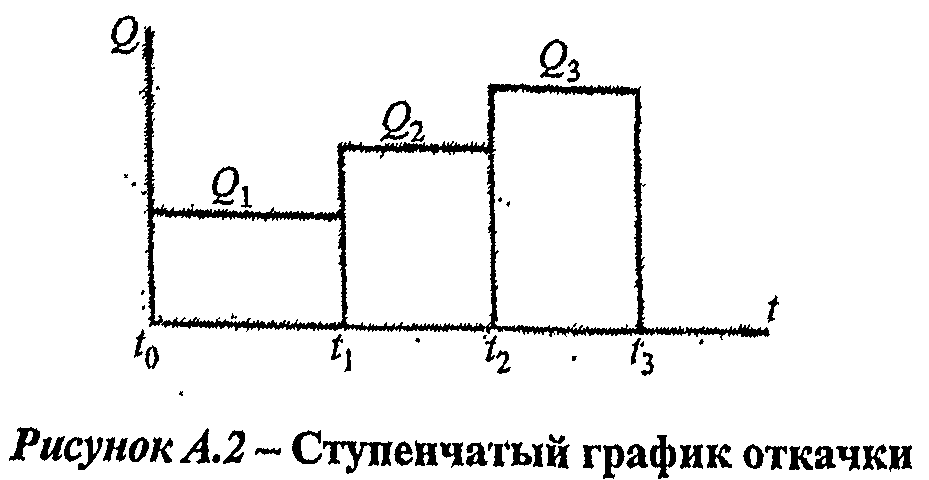 Q
Q3
Q2
Q1
t
t0
t1
t2
t3
Рисунок А.2 – Ступенчатый график откачки